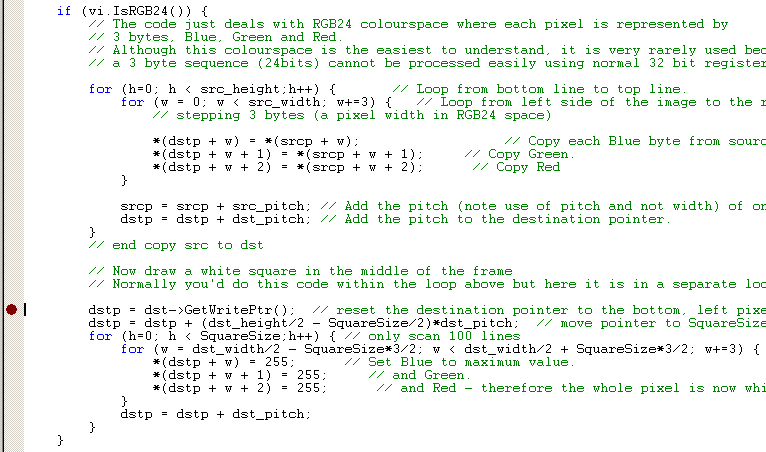 if (vi.IsRGB24()) {
// The code just deals with RGB24 colourspace where each pixel is represented by
// 3 bytes, Blue, Green and Red.
// Although this colourspace is the easiest to understand, it is very rarely used bec
// a 3 byte sequence (24bits) cannot be processed easily using normal 32 bit register
for (h=0; h < src_height;h++) { // Loop from bottom line to top line.
for (w = 0; w < src_width; w+=3) { // Loop from left side of the image to the r
// stepping 3 bytes (a pixel width in RGB24 space)
*(dstp + w) = *(srcp + w); // Copy each Blue byte from sourc
*(dstp + w + 1) = *(srcp + w + 1); // Copy Green.
*(dstp + w + 2) = *(srcp + w + 2); // Copy Red
}
srcp = srcp + src_pitch; // Add the pitch (note use of pitch and not width) of on
dstp = dstp + dst_pitch; // Add the pitch to the destination pointer.
}
// end copy src to dst
// Now draw a white square in the middle of the frame
// Normally you'd do this code within the loop above but here it is in a separate loo
dstp = dst->GetWritePtr(); // reset the destination pointer to the bottom, left pixe
dstp = dstp + (dst_height/2 - SquareSize/2)*dst_pitch; // move pointer to SquareSize
for (h=0; h < SquareSize;h++) { // only scan 100 lines
for (w = dst_width/2 - SquareSize*3/2; w < dst_width/2 + SquareSize*3/2; w+=3) {
*(dstp + w) = 255; // Set Blue to maximum value.
*(dstp + w + 1) = 255; // and Green.
*(dstp + w + 2) = 255; // and Red - therefore the whole pixel is now whi
}
dstp = dstp + dst_pitch;
}
}